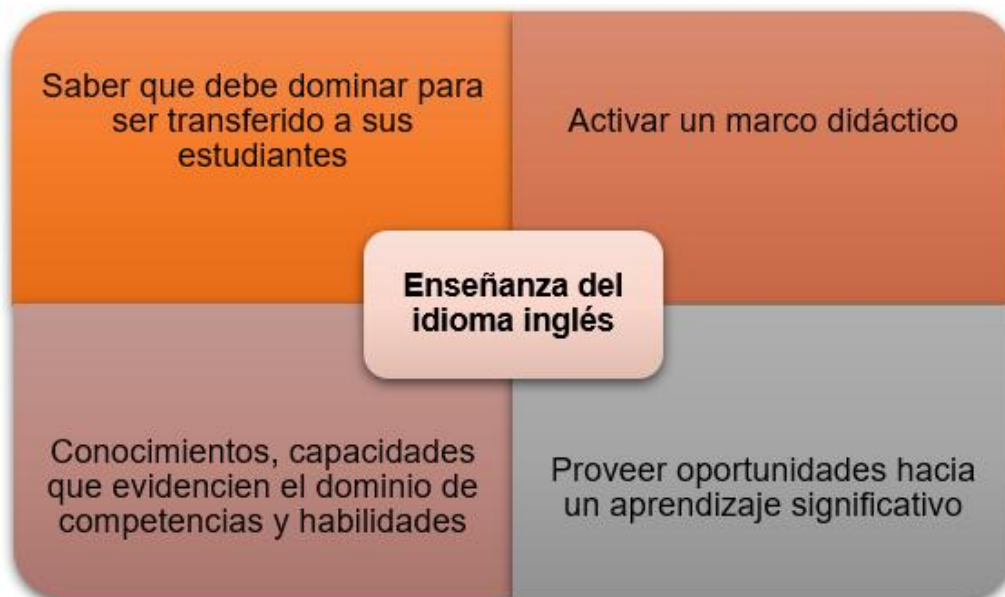 Saber que debe dominar para
ser transferido a sus
estudiantes
Activar un marco didáctico
Enseñanza del
idioma inglés
Conocimientos, capacidades
que evidencien el dominio de
competencias y habilidades
Proveer oportunidades hacia
un aprendizaje significativo